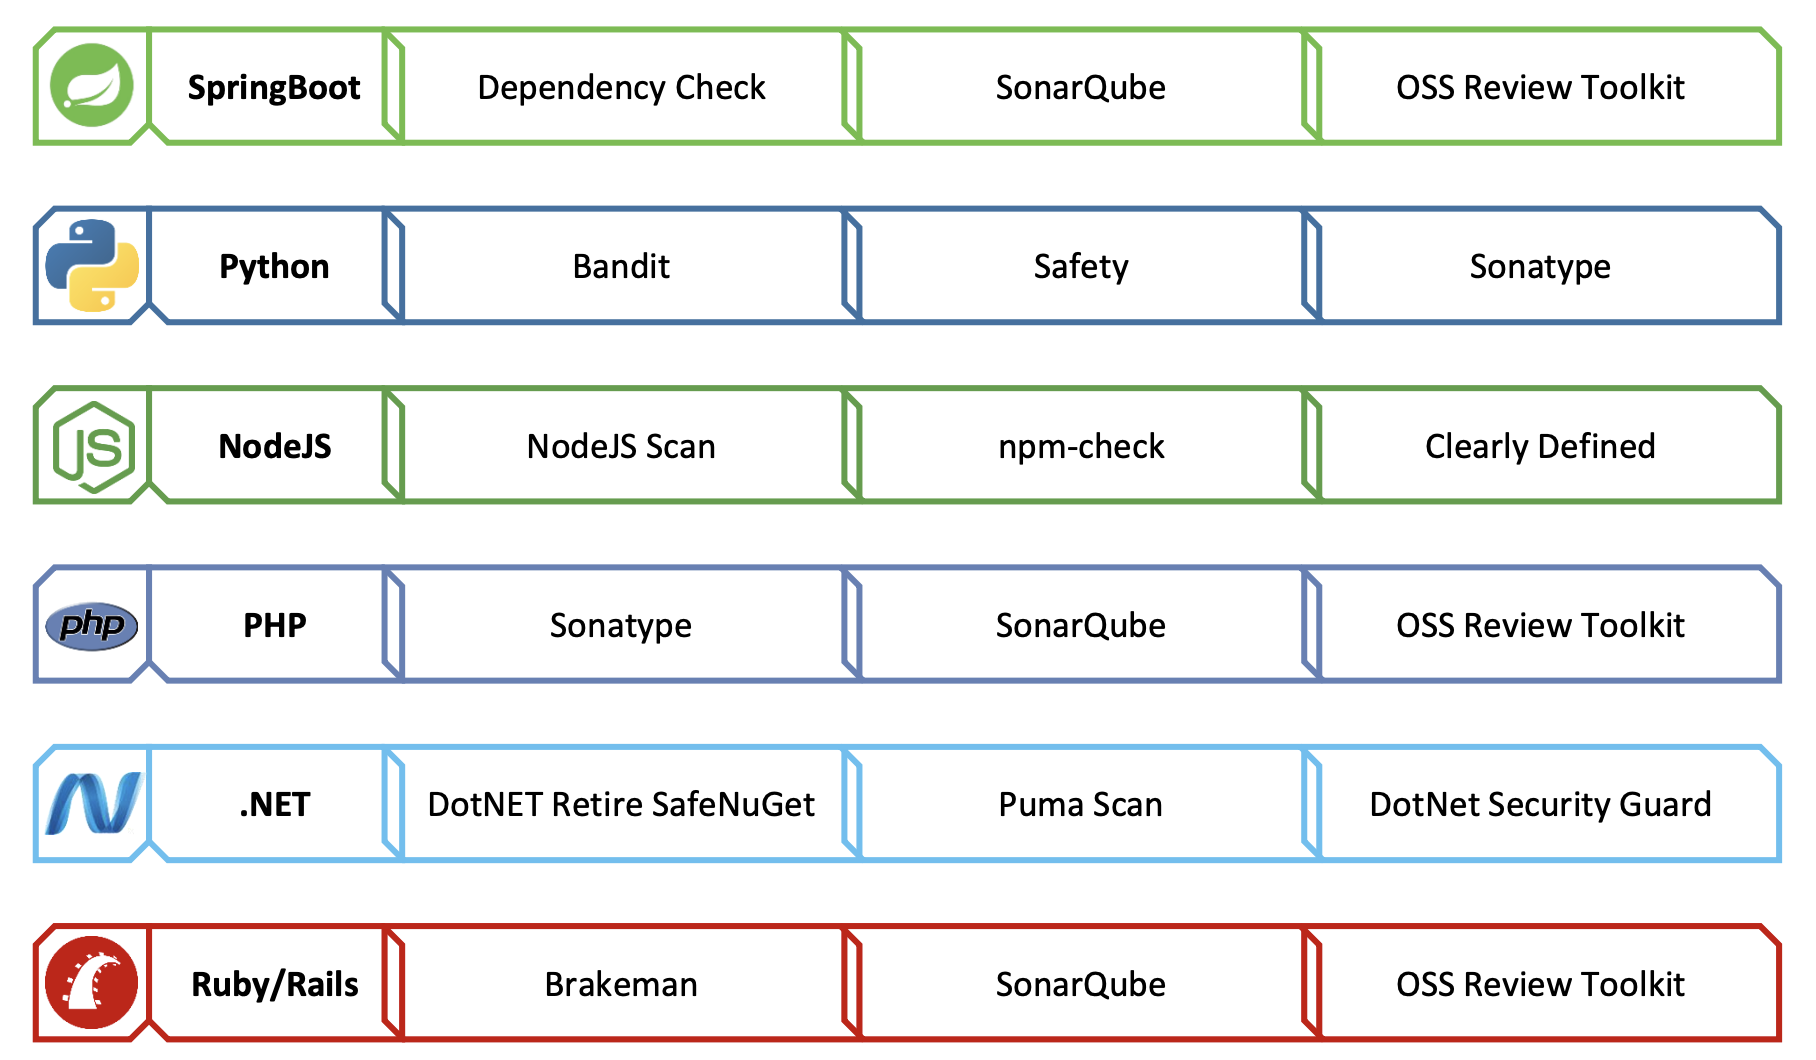 SpringBoot Dependency Check SonarQube OSS Review Toolkit
Python Bandit Safety Sonatype
JS NodeJS NodeJS Scan npm-check Clearly Defined
php PHP Sonatype SonarQube OSS Review Toolkit
.NET DotNET Retire SafeNuGet Puma Scan DotNet Security Guard
Ruby/Rails Brakeman SonarQube OSS Review Toolkit